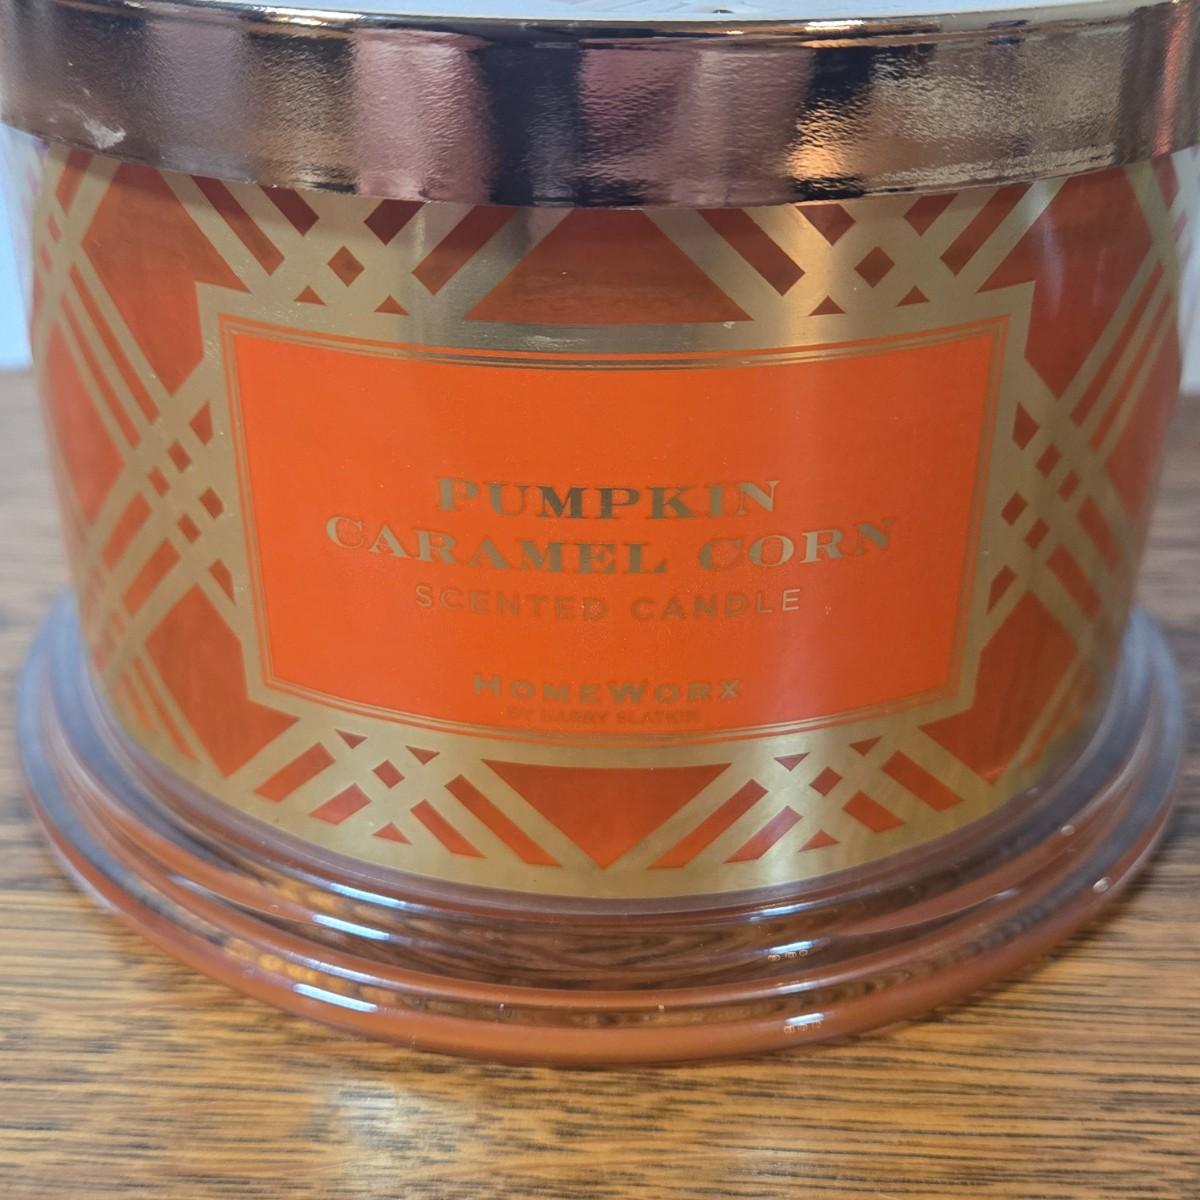 PUMPKIN
CARAMEL CORN
SCENTED CANDLE
HOMEWORX
BY HARRY SLATKIN